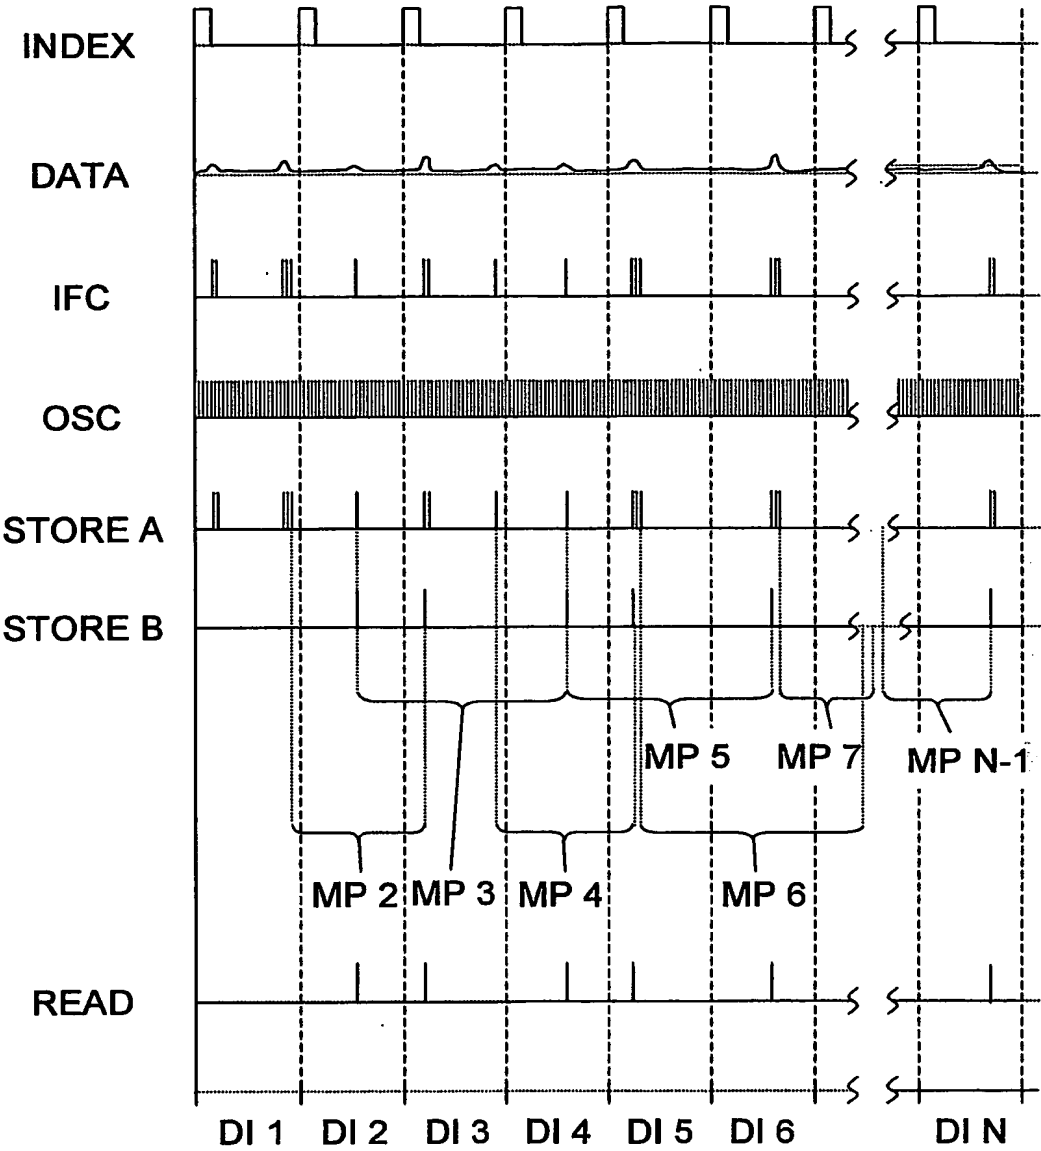 INDEX
DATA
IFC
OSC
STORE A
STORE B
MP 5 MP 7 MP N-1
MP 2 MP 3 MP 4 MP 6
READ
DI 1 DI 2 DI 3 DI 4 DI 5 DI 6 DI N